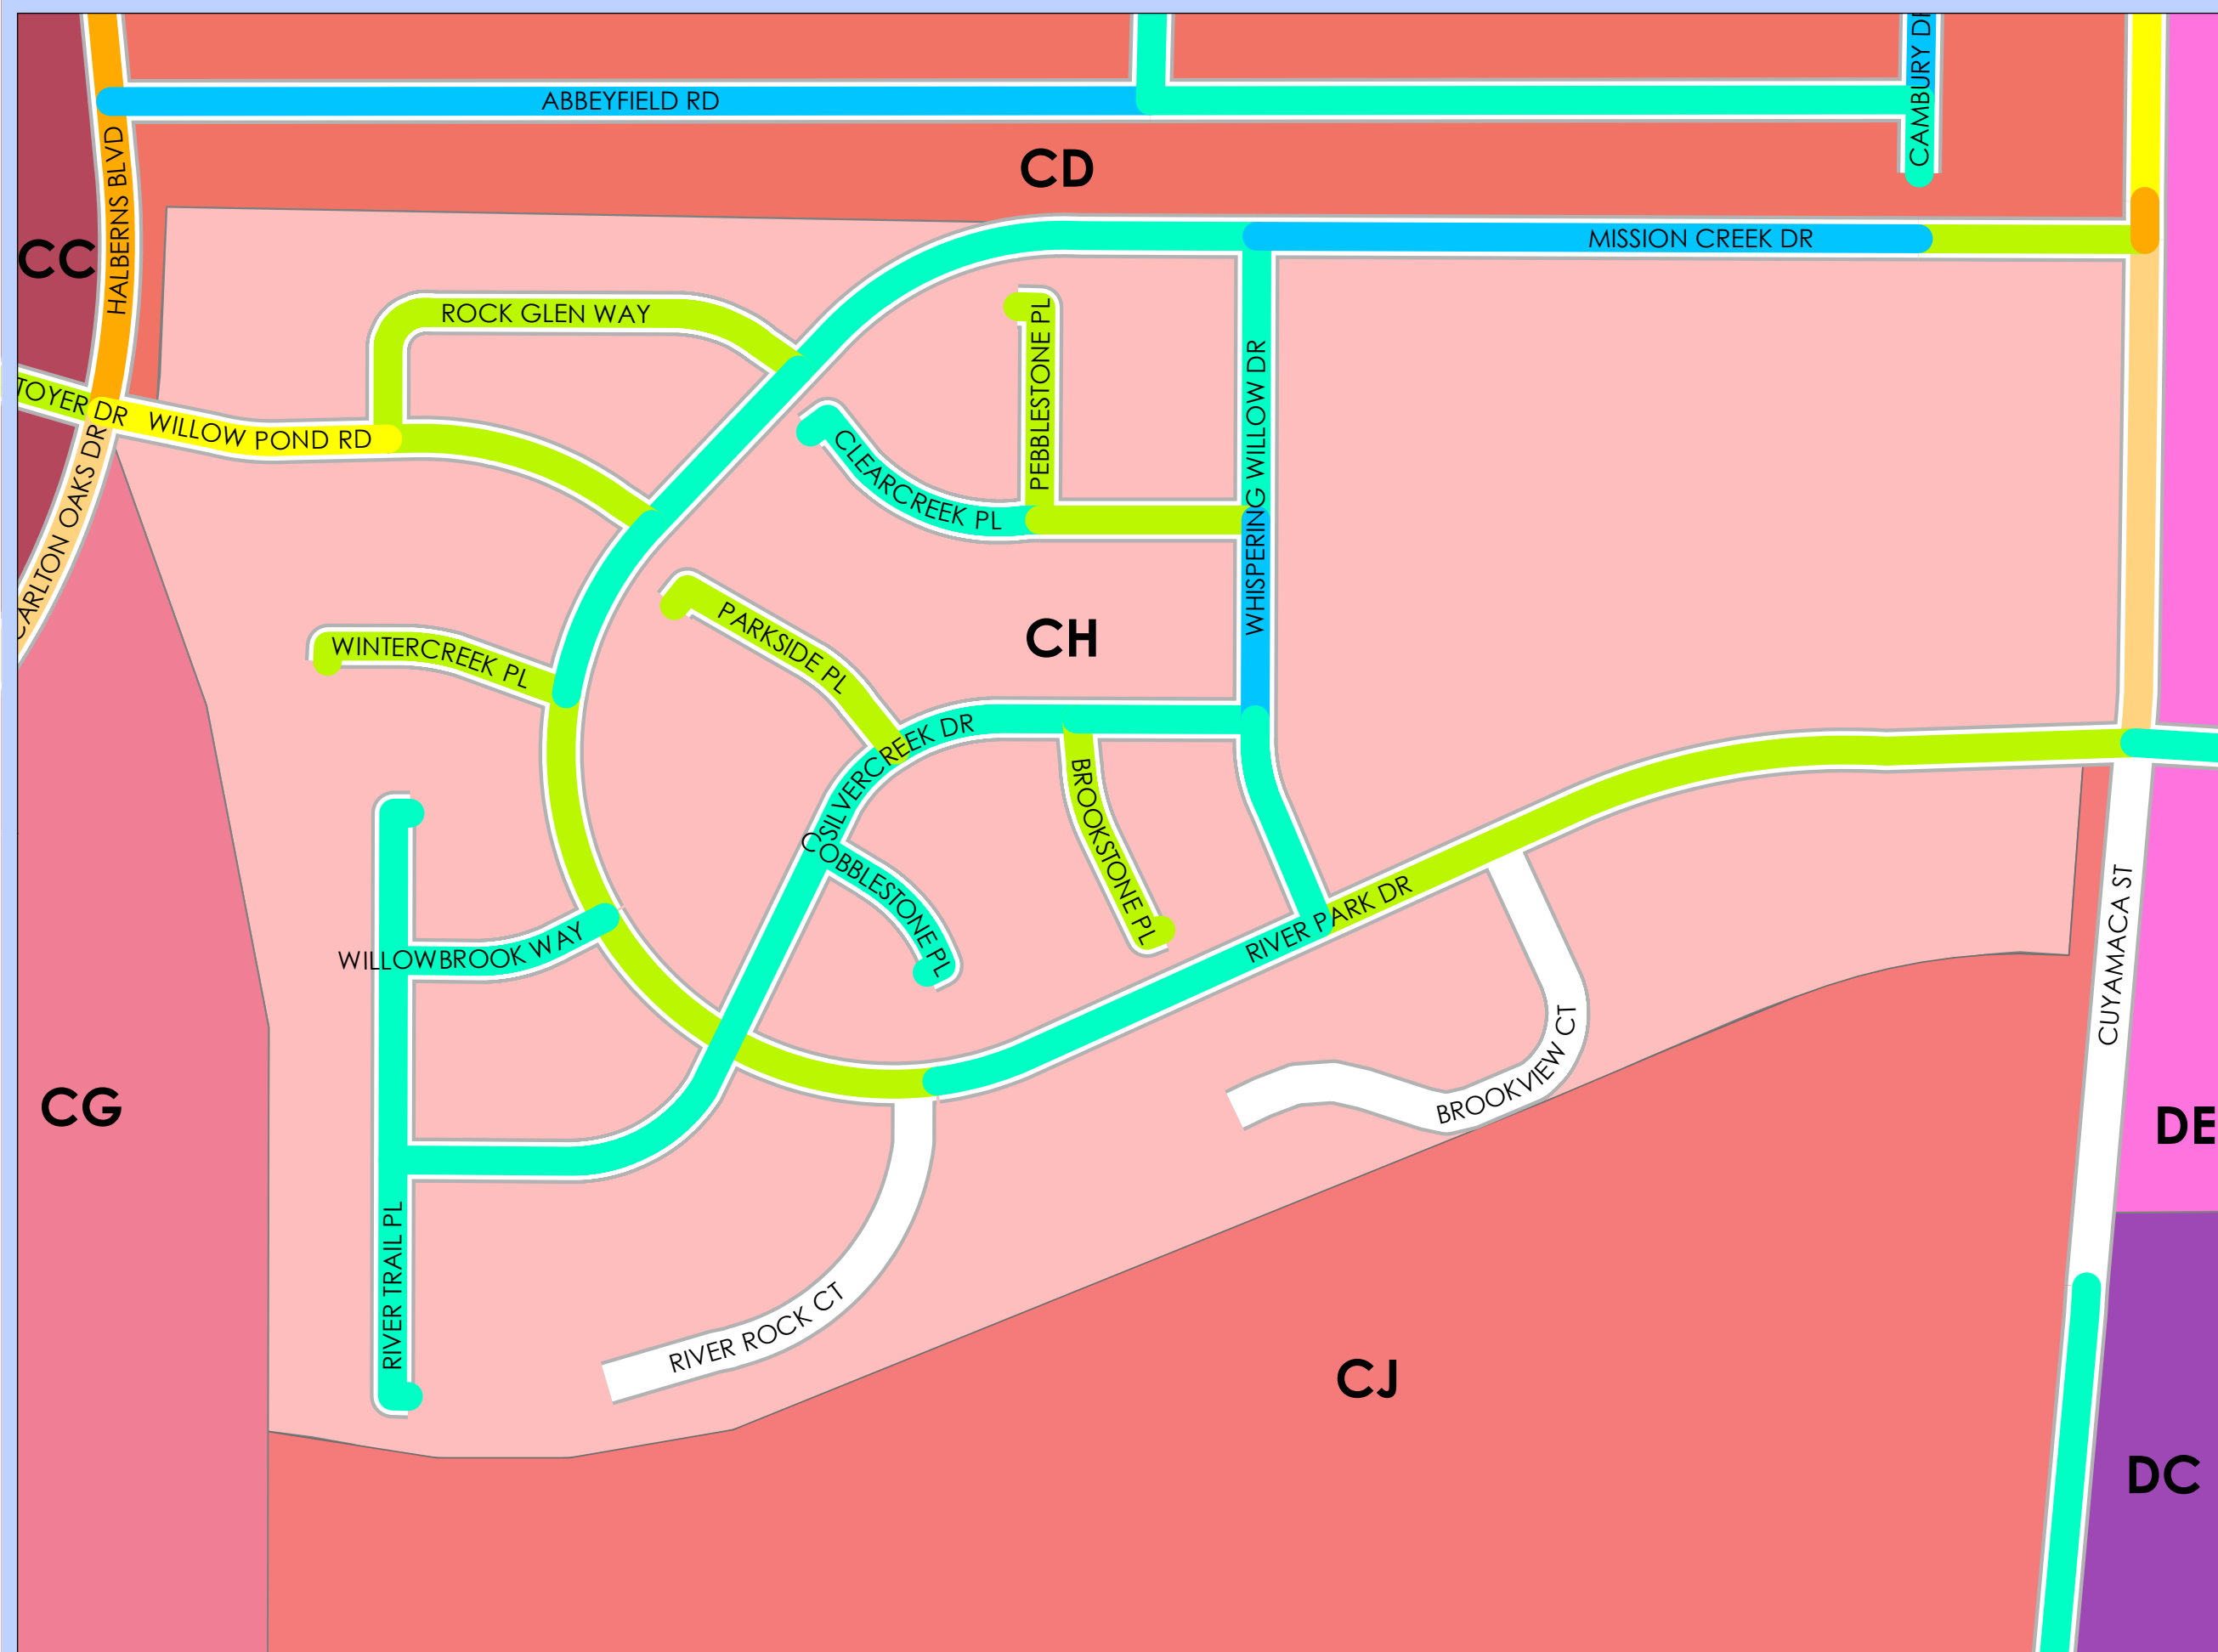 CAMBURY DR
ABBEYFIELD RD
HALBERNS BLVD
CD
CC
MISSION CREEK DR
ROCK GLEN WAY
PEBBLESTONE PL
WHISPERING WILLOW DR
TOYER DR
WILLOW POND RD
CARLTON OAKS DR
CLEARCREEK PL
PARKSIDE PL
CH
WINTERCREEK PL
SILVERCREEK DR
BROOKSTONE PL
COBBLESTONE PL
RIVER PARK DR
WILLOWBROOK WAY
CUYAMACA ST
BROOKVIEW CT
CG
DE
RIVER TRAIL PL
RIVER ROCK CT
CJ
DC